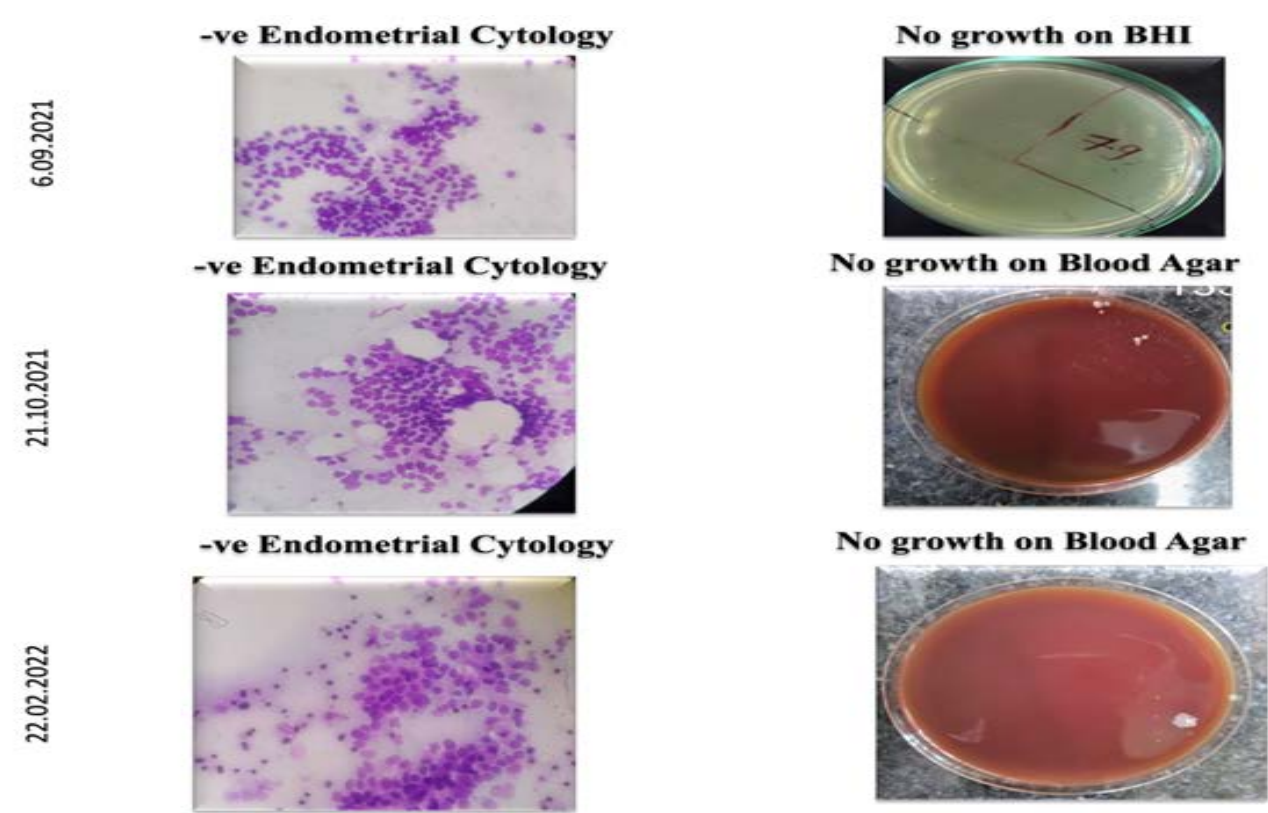 -ve Endometrial Cytology
No growth on BHI
6.09.2021
-ve Endometrial Cytology
No growth on Blood Agar
21.10.2021
-ve Endometrial Cytology
No growth on Blood Agar
22.02.2022